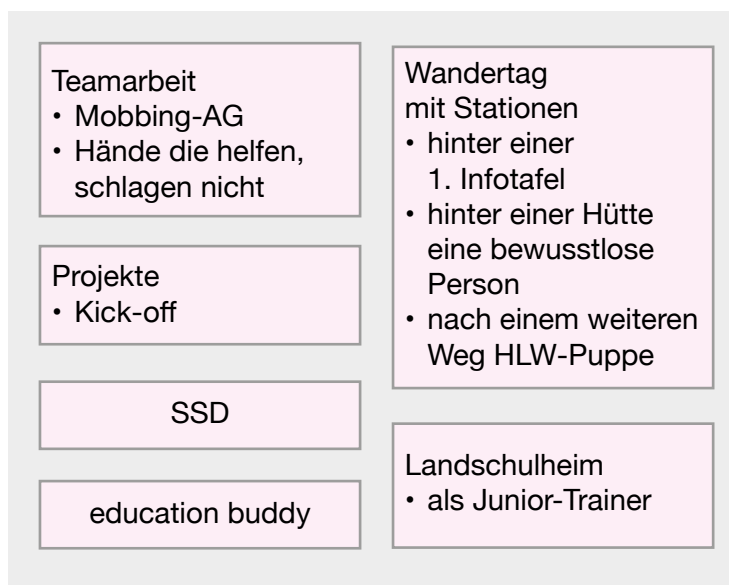 Teamarbeit
• Mobbing-AG
• Hände die helfen,
schlagen nicht
Projekte
• Kick-off
SSD
education buddy
Wandertag
mit Stationen
• hinter einer
1. Infotafel
• hinter einer Hütte
eine bewusstlose
Person
• nach einem weiteren
Weg HLW-Puppe
Landschulheim
• als Junior-Trainer